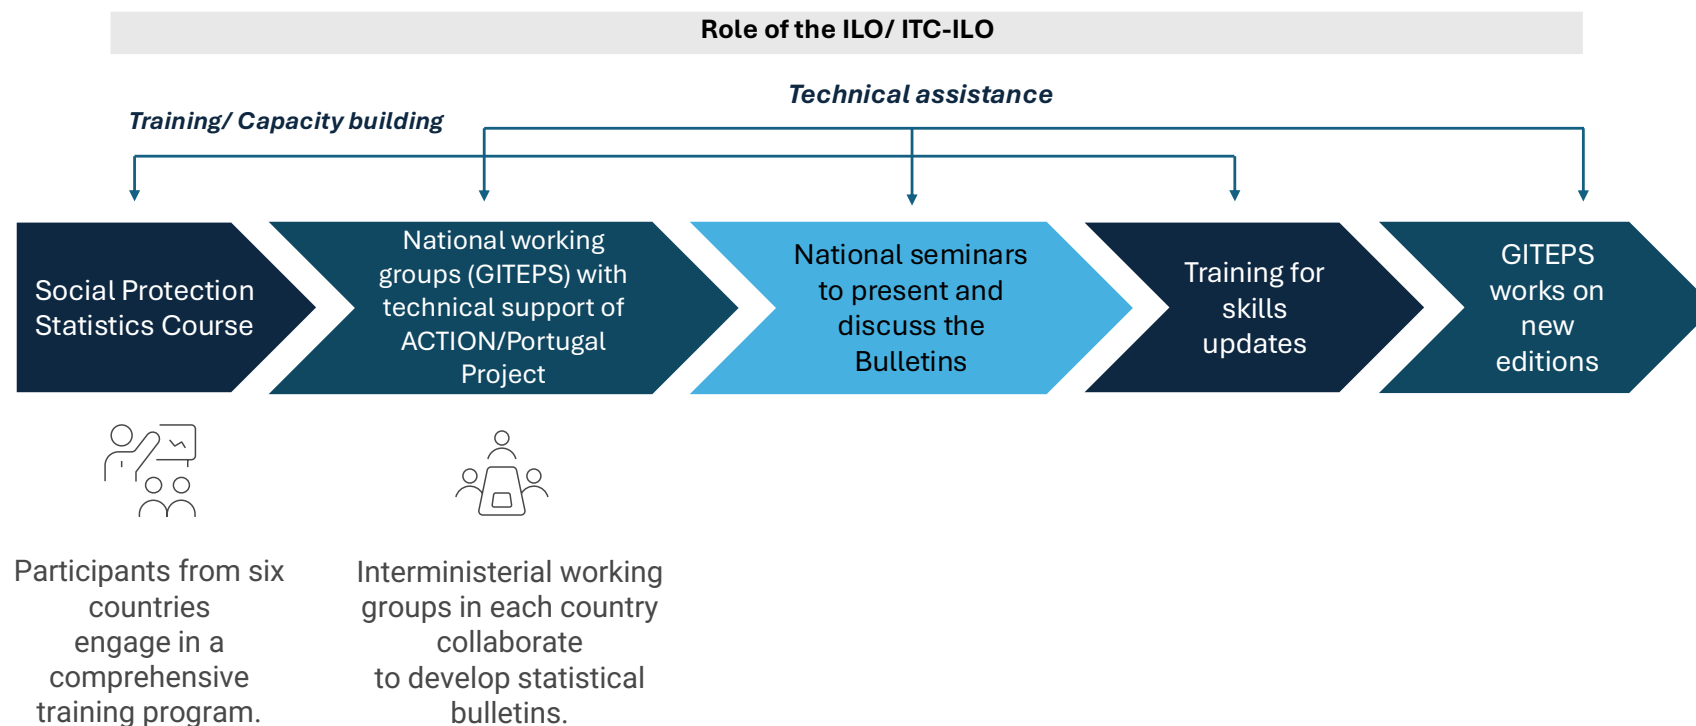 Role of the ILO/ ITC-ILO
Technical assistance
Training/ Capacity building
Social Protection
Statistics Course
National working
groups (GITEPS) with
technical support of
ACTION/Portugal
Project
National seminars
to present and
discuss the
Bulletins
Training for
skills
updates
GITEPS
works on
new
editions
Participants from six
countries
engage in a
comprehensive
training program.
Interministerial working
groups in each country
collaborate
to develop statistical
bulletins.